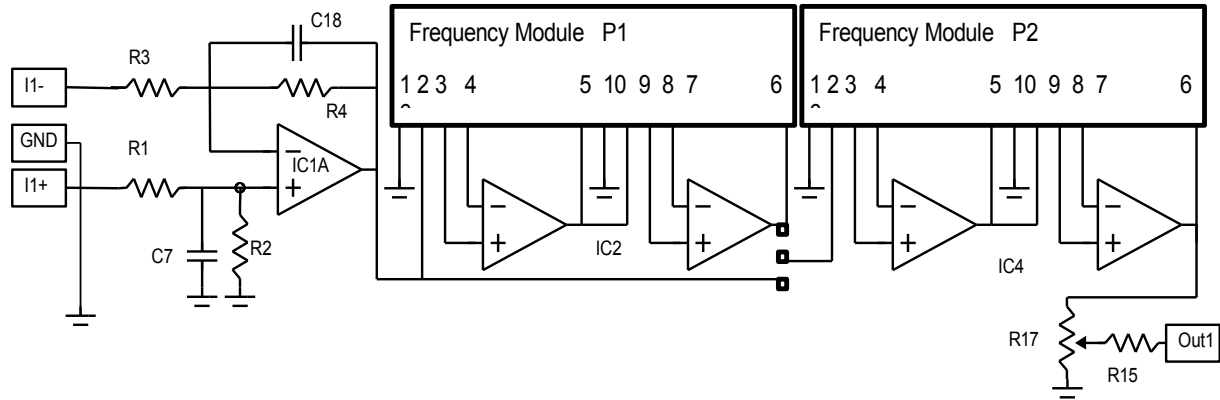 C18
Frequency Module P1
Frequency Module P2
R3
1 2 3 4 5 10 9 8 7 6
1 2 3 4 5 10 9 8 7 6
I1-
R4
GND
R1
IC1A
I1+
C7
R2
IC2
IC4
R17
Out1
R15